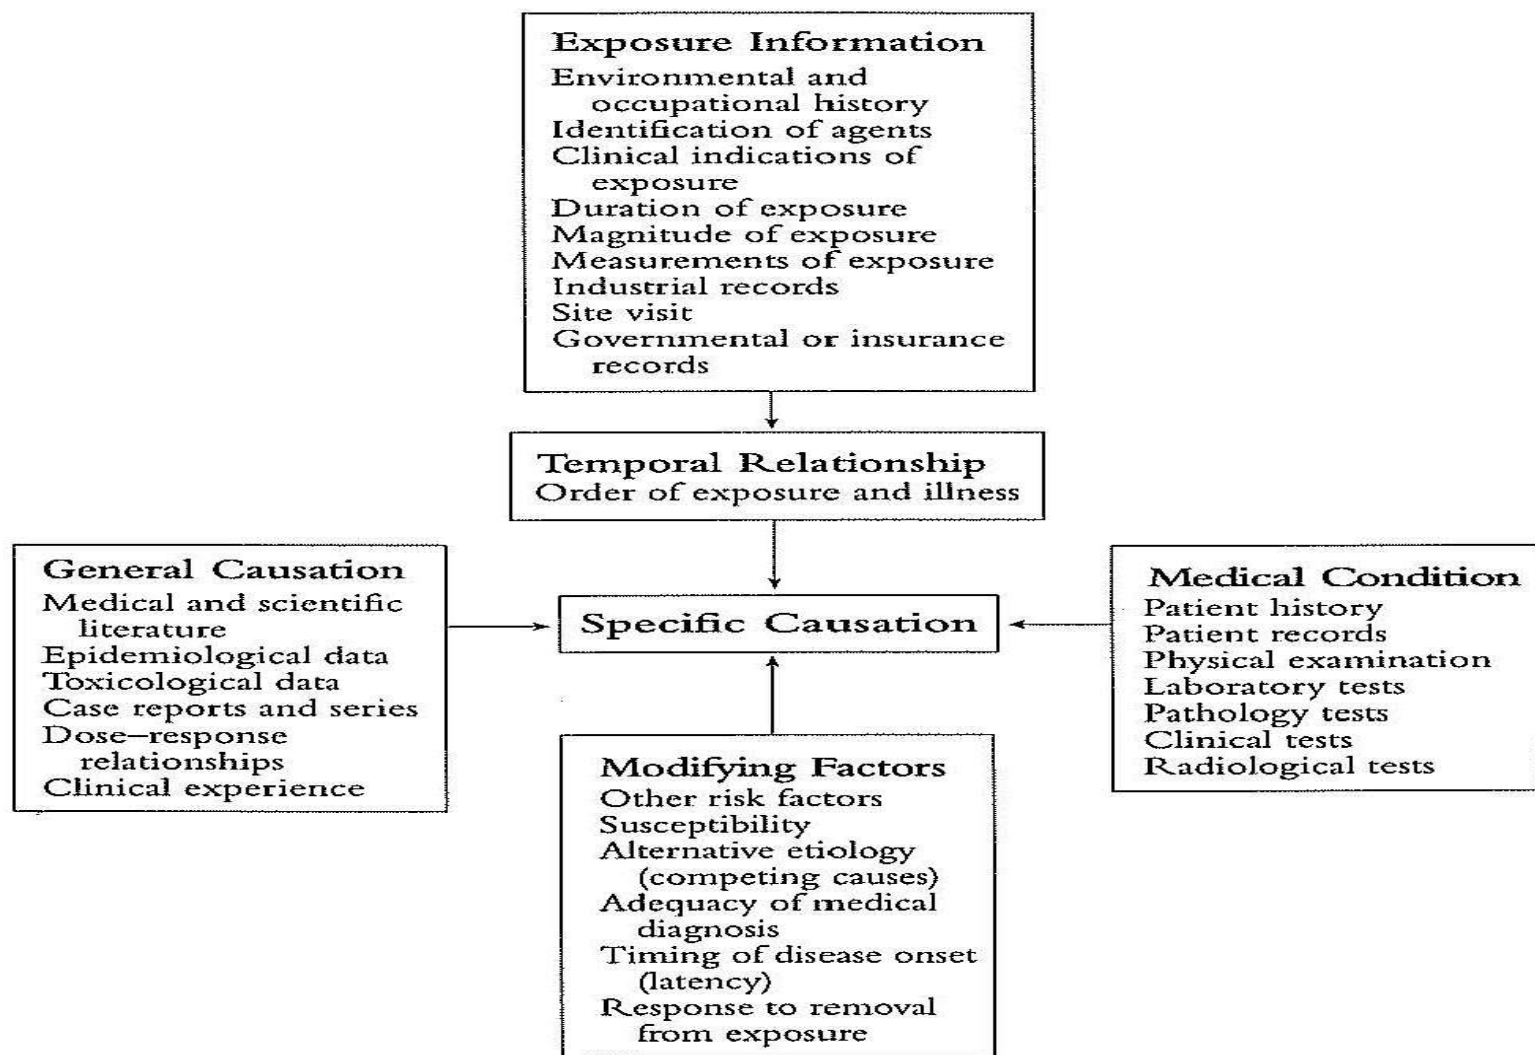 Exposure Information
Environmental and
occupational history
Identification of agents
Clinical indications of
exposure
Duration of exposure
Magnitude of exposure
Measurements of exposure
Industrial records
Site visit
Governmental or insurance
records
Temporal Relationship
Order of exposure and illness
General Causation
Medical and scientific
literature
Epidemiological data
Toxicological data
Case reports and series
Dose–response
relationships
Clinical experience
Specific Causation
Medical Condition
Patient history
Patient records
Physical examination
Laboratory tests
Pathology tests
Clinical tests
Radiological tests
Modifying Factors
Other risk factors
Susceptibility
Alternative etiology
(competing causes)
Adequacy of medical
diagnosis
Timing of disease onset
(latency)
Response to removal
from exposure